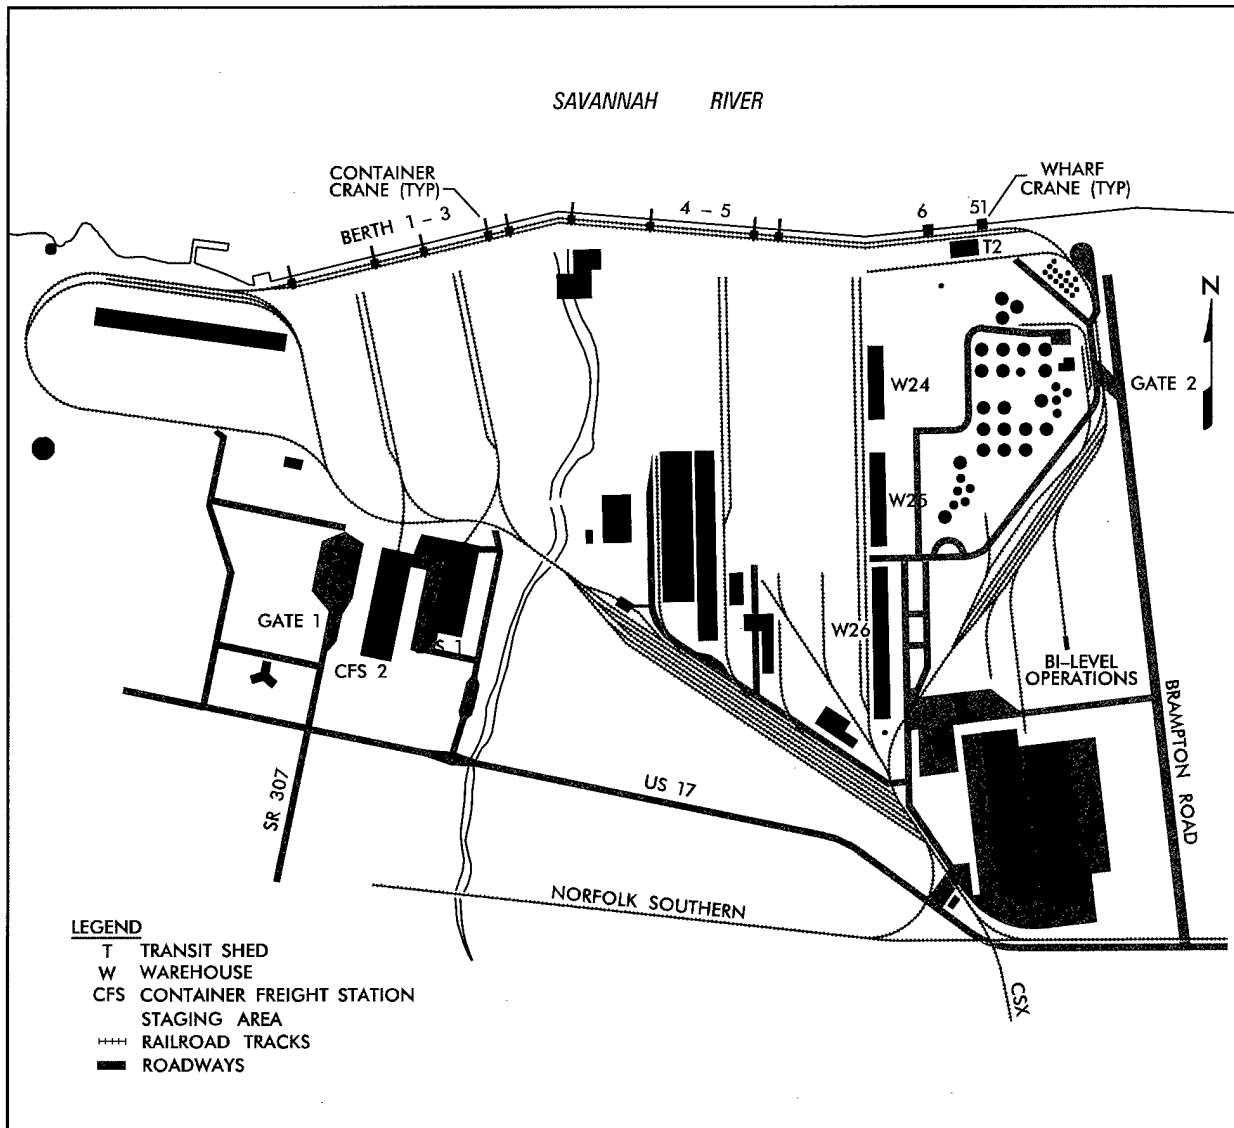 SAVANNAH RIVER
CONTAINER
CRANE (TYP)
WHARF
CRANE (TYP)
BERTH 1 - 3
4 - 5
6
51
T2
N
W24
GATE 2
W25
GATE 1
W26
CFS 2
BI-LEVEL
OPERATIONS
BRAMPTON ROAD
SR 307
US 17
NORFOLK SOUTHERN
CSX
LEGEND
T TRANSIT SHED
W WAREHOUSE
CFS CONTAINER FREIGHT STATION
STAGING AREA
RAILROAD TRACKS
ROADWAYS